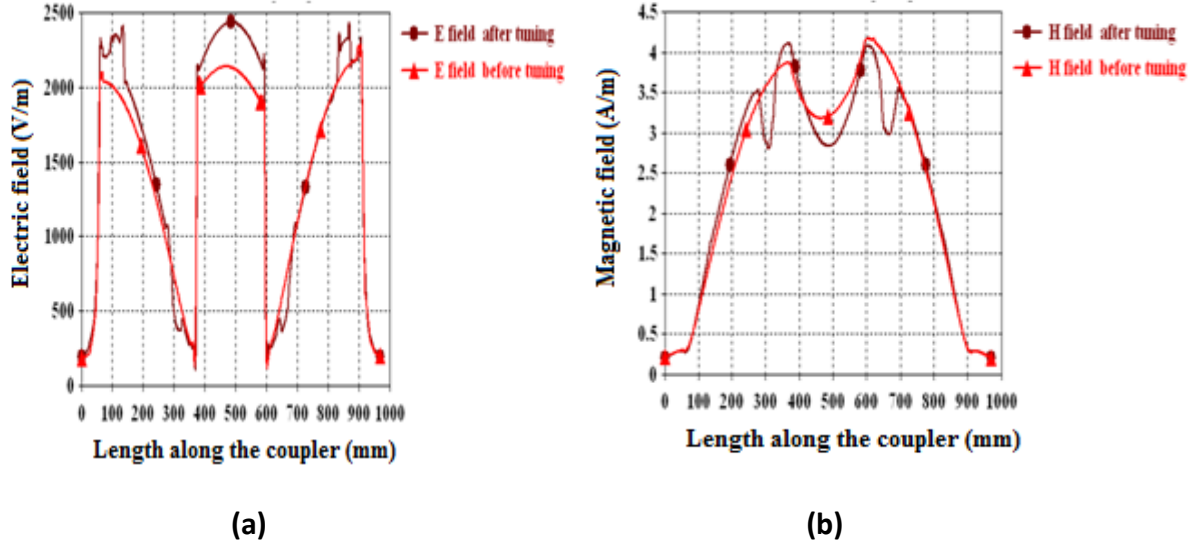 2500
2000
1500
1000
500
0
Electric field (V/m)
0 100 200 300 400 500 600 700 800 900 1000
Length along the coupler (mm)
E field after tuning
E field before tuning
(a)
4.5
4
3.5
3
2.5
2
1.5
1
0.5
0
Magnetic field (A/m)
0 100 200 300 400 500 600 700 800 900 1000
Length along the coupler (mm)
H field after tuning
H field before tuning
(b)